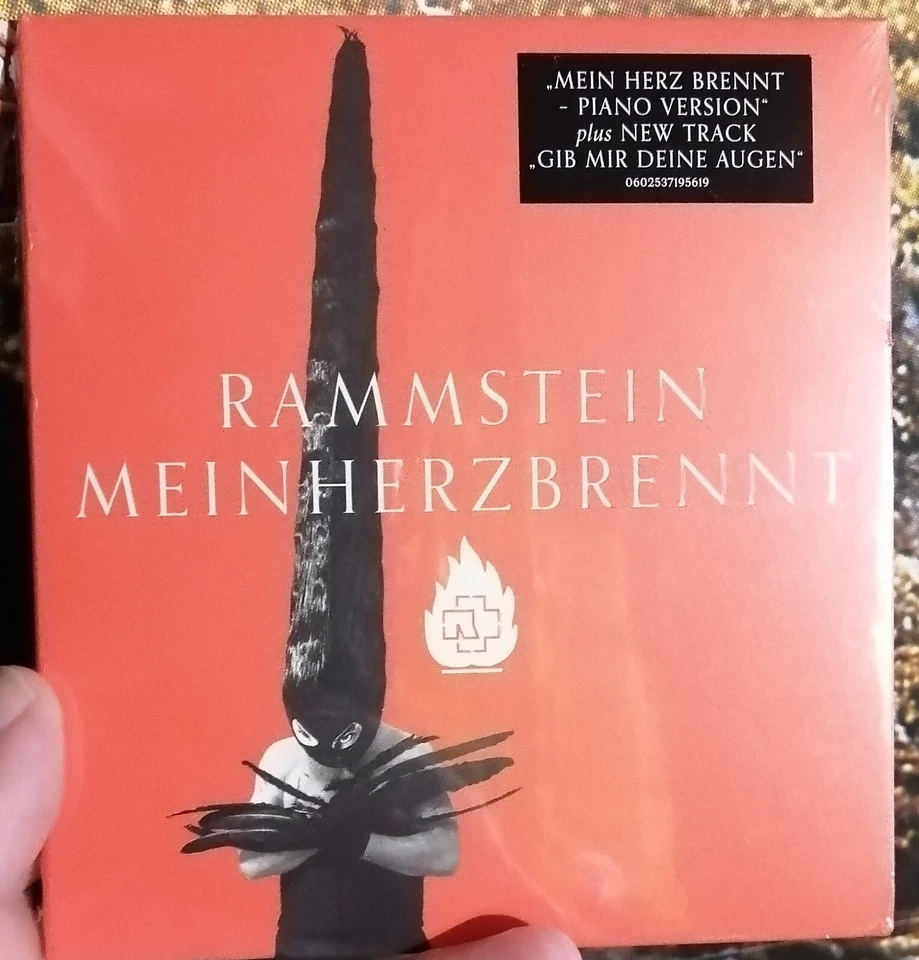 „MEIN HERZ BRENNT
- PIANO VERSION“
plus NEW TRACK
„GIB MIR DEINE AUGEN“
0602537195619
RAMMSTEIN
MEINHERZBRENNT